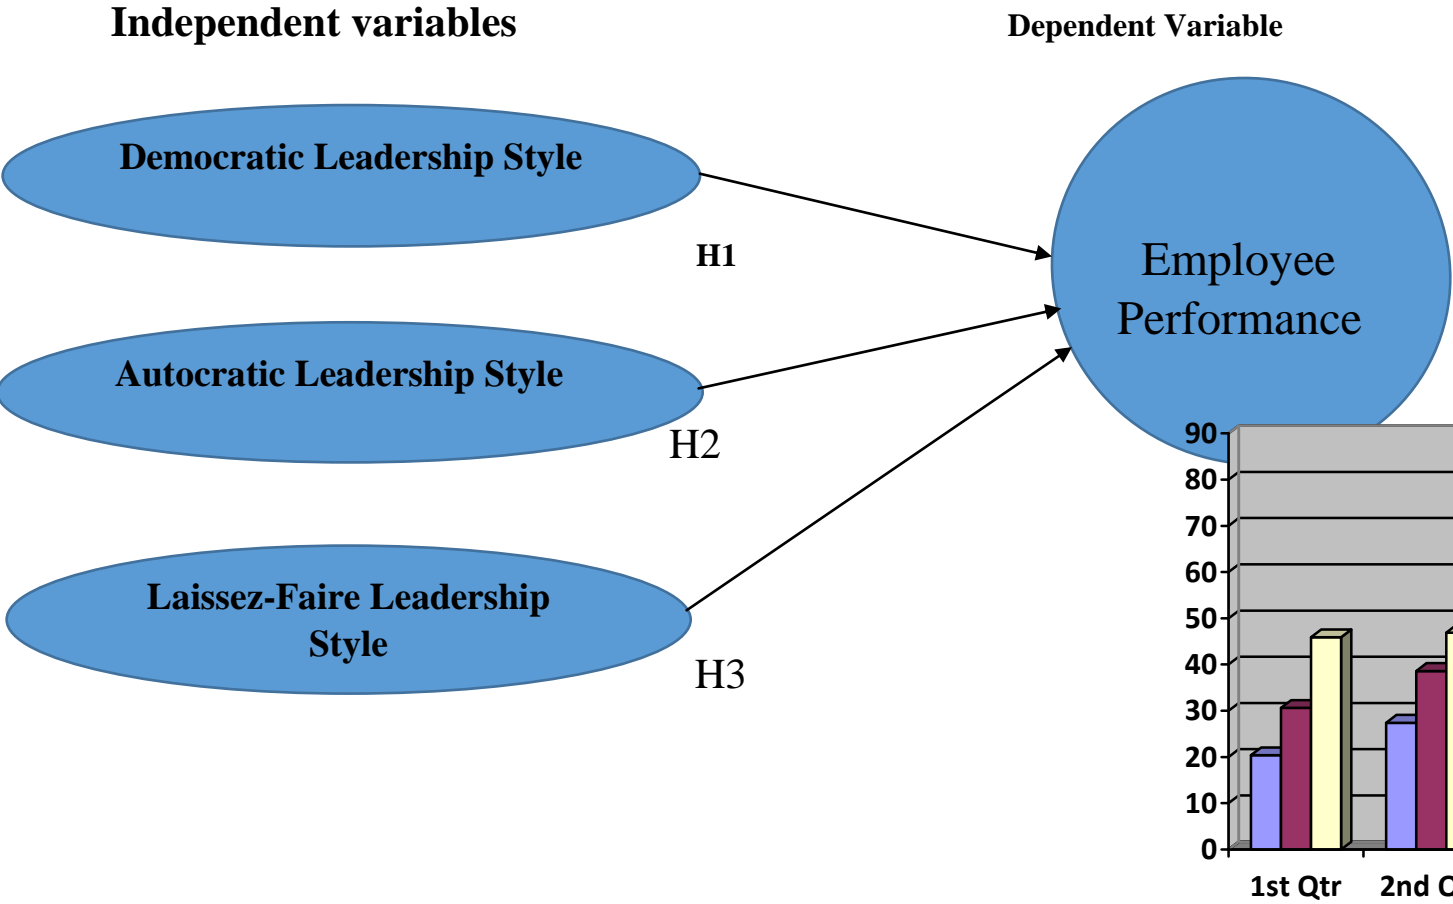 Independent variables
Dependent Variable
Democratic Leadership Style
H1
Employee
Performance
Autocratic Leadership Style
H2
Laissez-Faire Leadership
Style
H3
90
80
70
60
50
40
30
20
10
0
1st Qtr
2nd